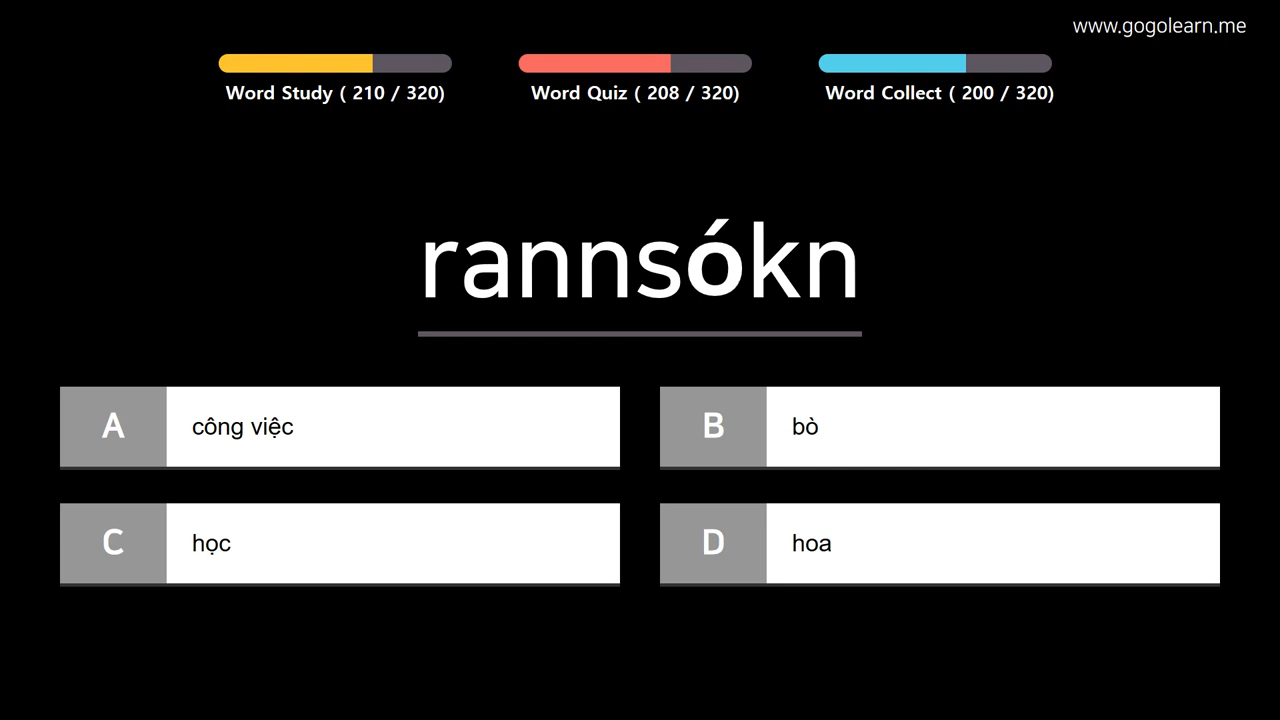 www.gogolearn.me
Word Study ( 210 / 320)
Word Quiz ( 208 / 320)
Word Collect ( 200 / 320)
rannsókn
A
công việc
B
bò
C
học
D
hoa